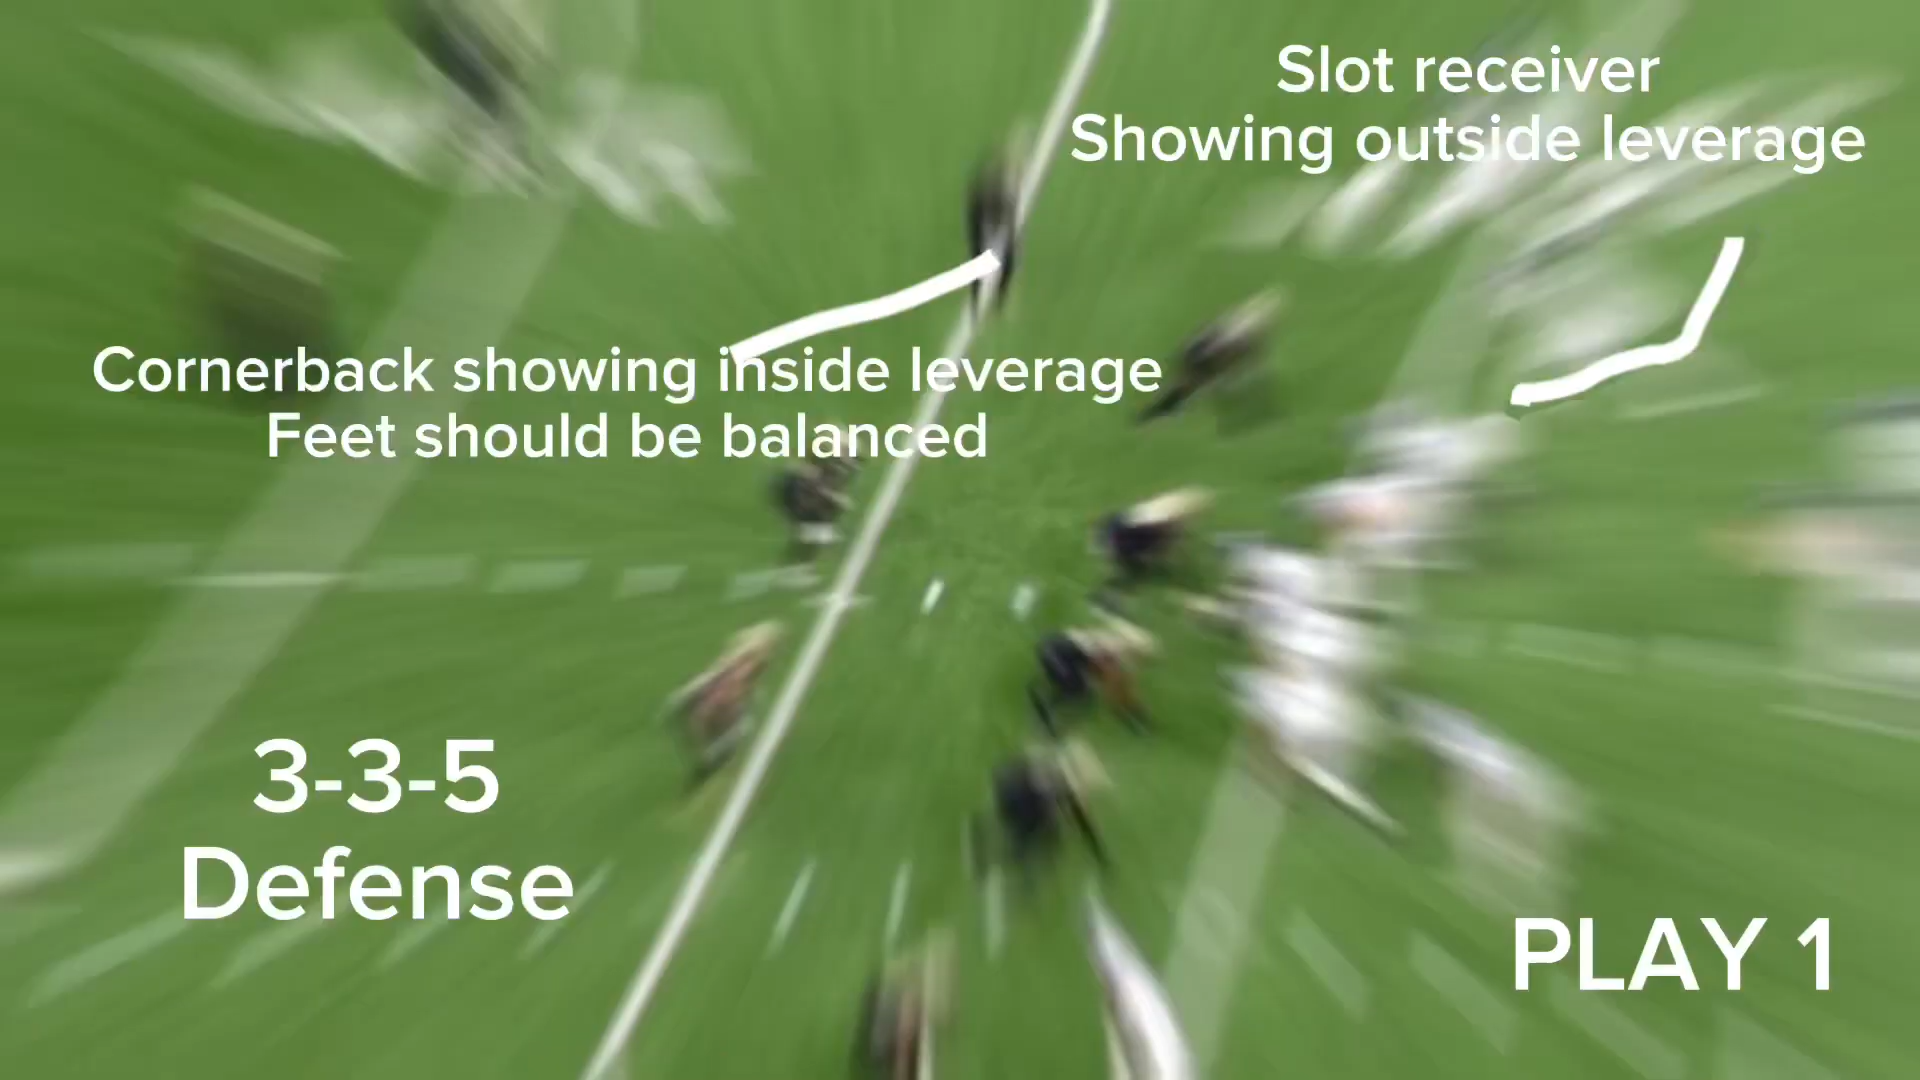 Slot receiver
Showing outside leverage
Cornerback showing inside leverage
Feet should be balanced
3-3-5
Defense
PLAY 1